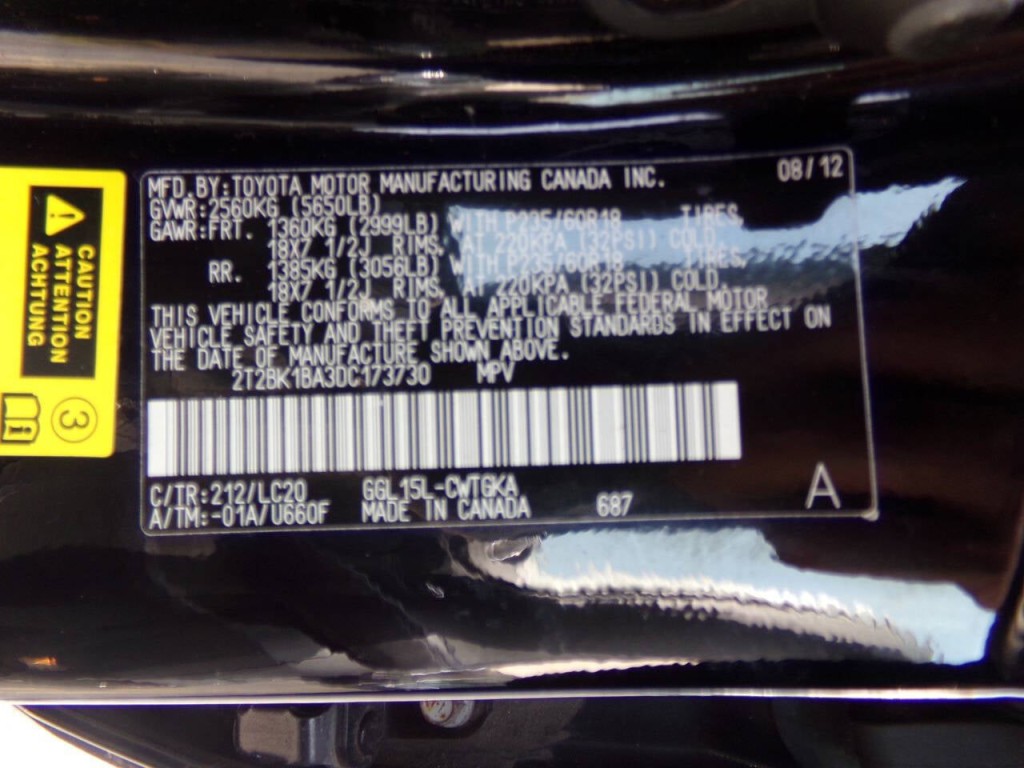 MFD.BY:TOYOTA MOTOR MANUFACTURING CANADA INC. 08/12
GVWR:2560KG (5650LB)
GAWR:FRT. 1360KG (2999LB) WITH P235/60R18 TIRES,
18X7 1/2J RIMS, AT 220KPA (32PSI) COLD.
RR. 1385KG (3056LB) WITH P235/60R18 TIRES,
18X7 1/2J RIMS, AT 220KPA (32PSI) COLD.
THIS VEHICLE CONFORMS TO ALL APPLICABLE FEDERAL MOTOR
VEHICLE SAFETY AND THEFT PREVENTION STANDARDS IN EFFECT ON
THE DATE OF MANUFACTURE SHOWN ABOVE.
2T2BK1BA3DC173730 MPV
C/TR:212/LC20 GGL15L-CWTGKA
A/TM:-01A/U660F MADE IN CANADA 687
A
CAUTION
ATTENTION
ACHTUNG
3